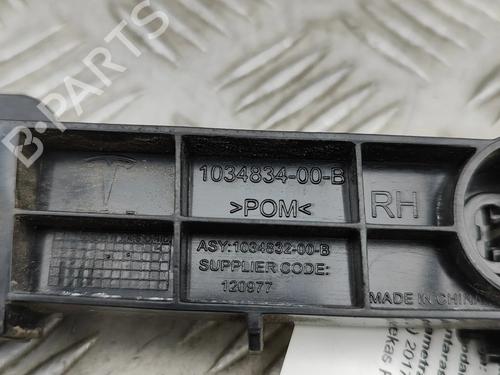 B-PARTS
1034834-00-B
>POM<
RH
ASY:1034832-00-B
SUPPLIER CODE:
120977
MADE IN CHINA